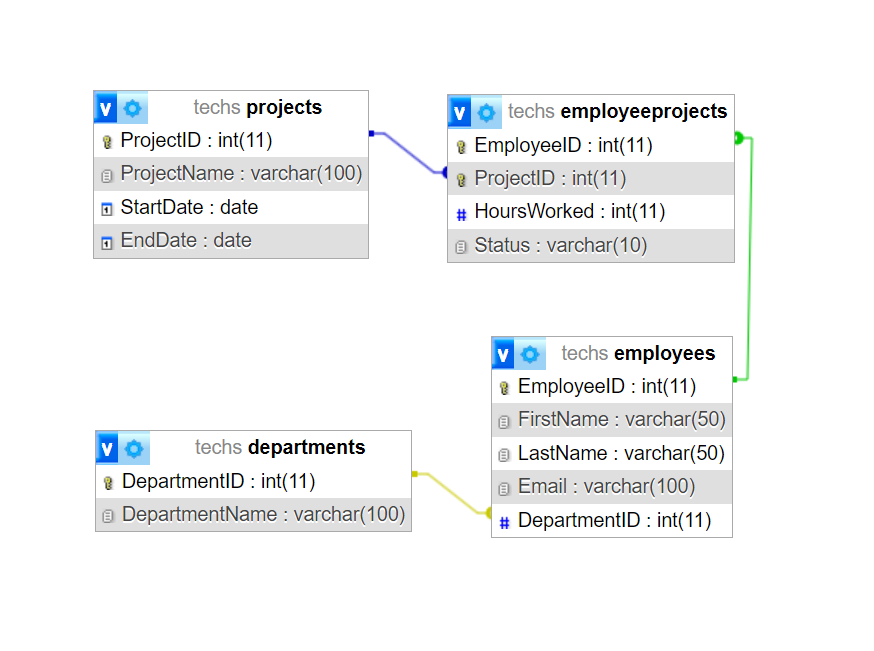 v techs projects
ProjectID : int(11)
ProjectName : varchar(100)
StartDate : date
EndDate : date
v techs employeeprojects
EmployeeID : int(11)
ProjectID : int(11)
# HoursWorked : int(11)
Status : varchar(10)
v techs employees
EmployeeID : int(11)
FirstName : varchar(50)
LastName : varchar(50)
Email : varchar(100)
# DepartmentID : int(11)
v techs departments
DepartmentID : int(11)
DepartmentName : varchar(100)